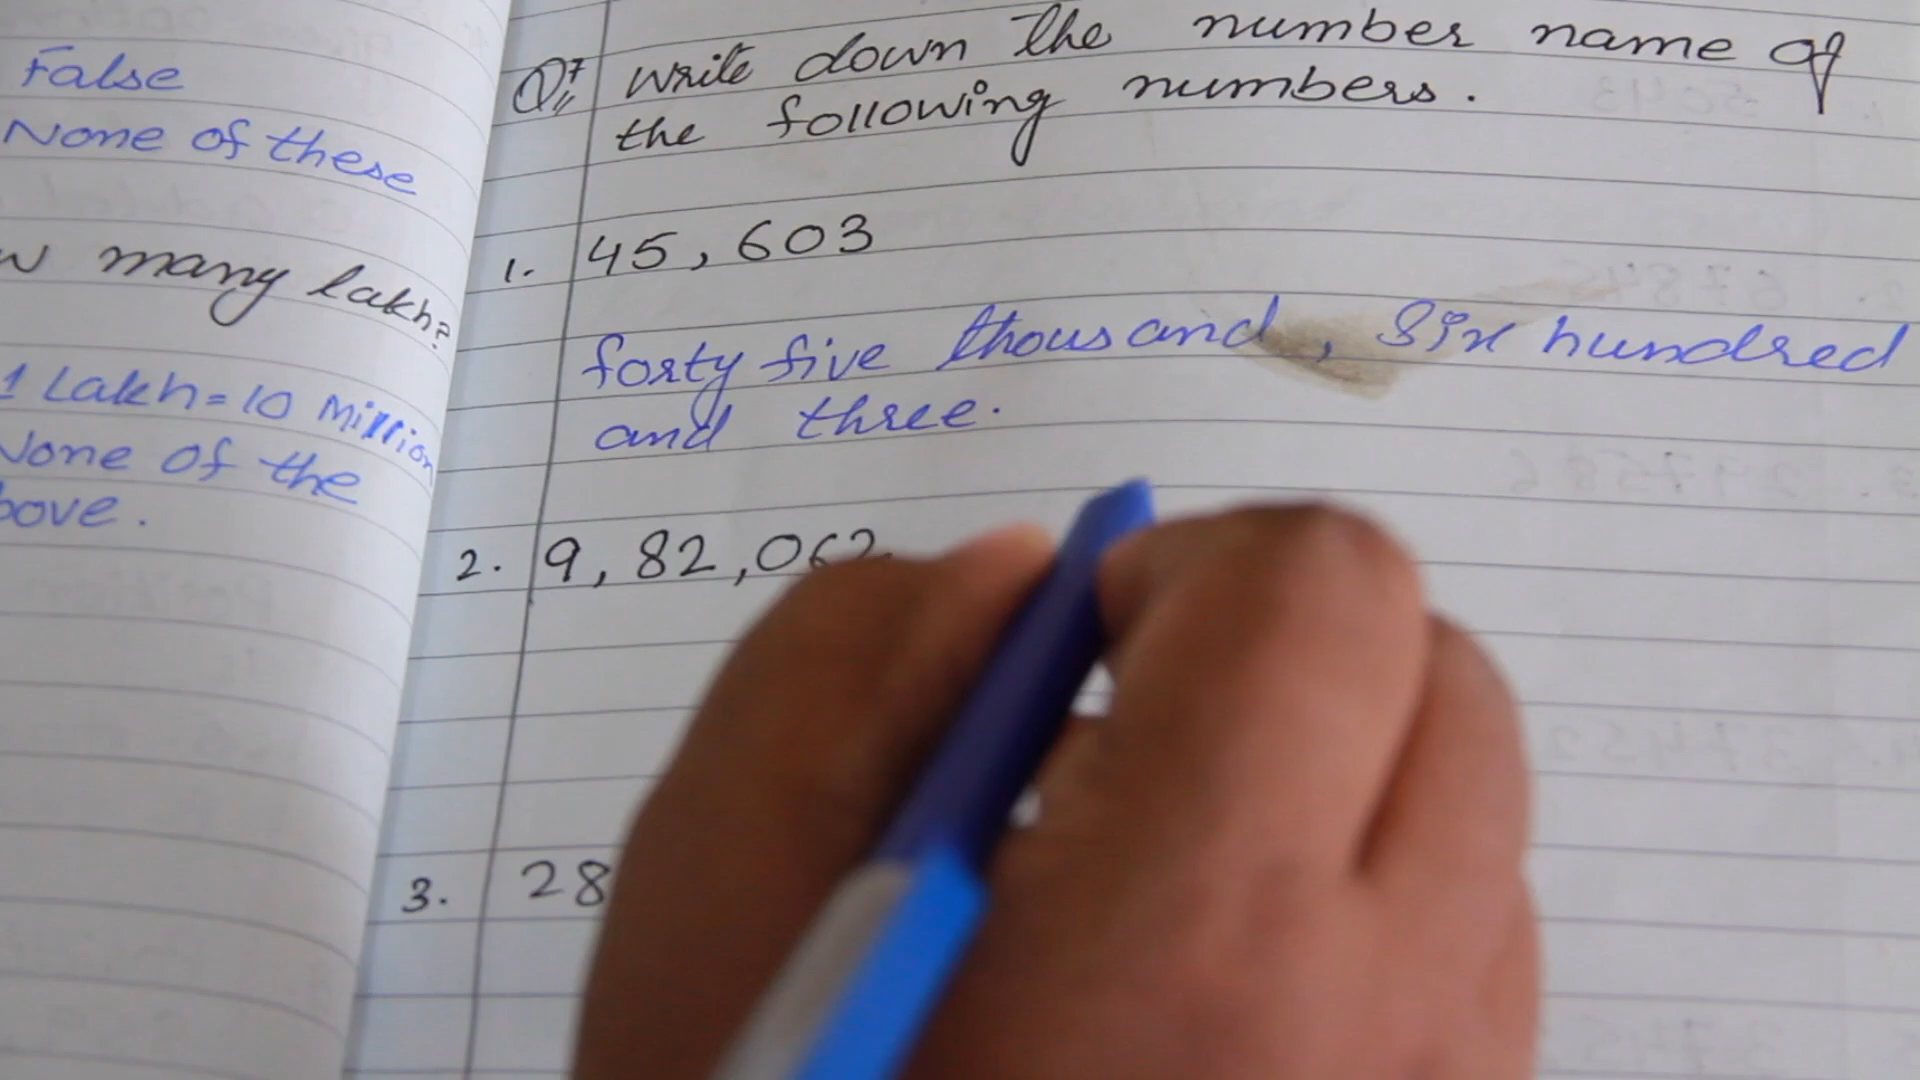 False
None of these
many lakh?
1 Lakh = 10 Million
None of the
bove.
Q7 Write down the number name of
the following numbers.
1. 45,603
forty five thousand, Six hundred
and three.
2. 9,82,062
3. 28